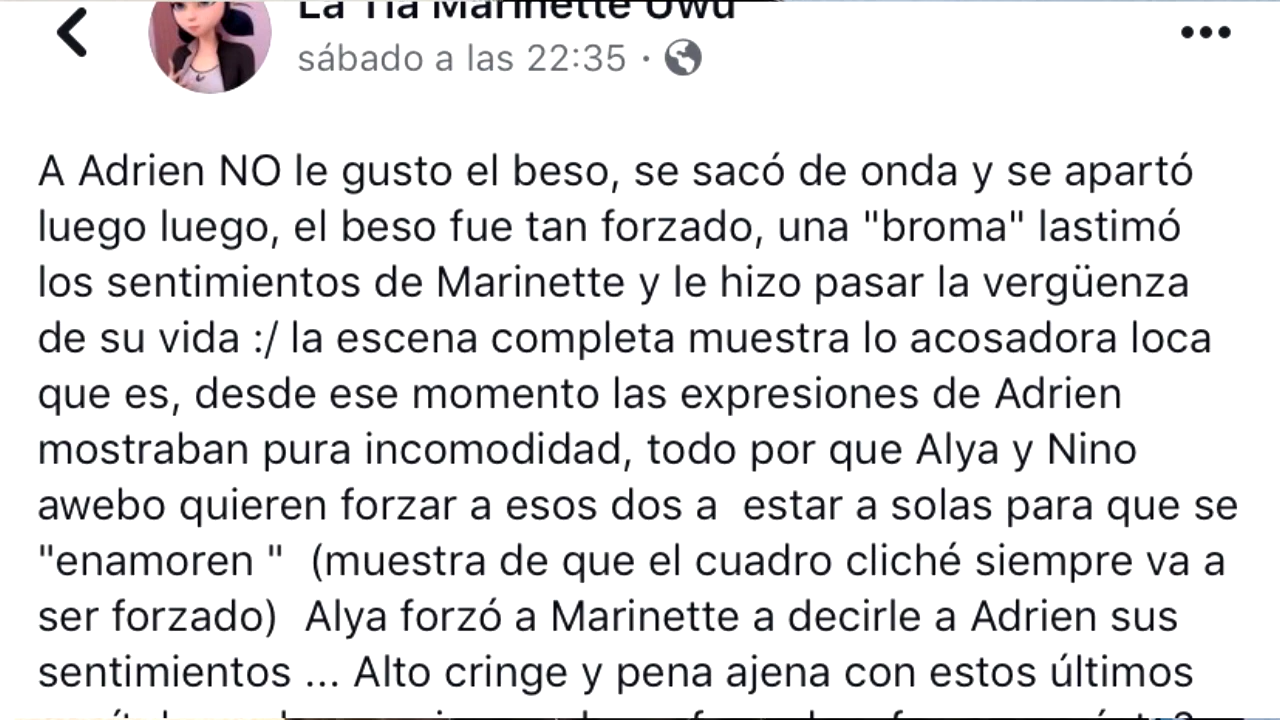 La Tía Marinette Uwu
sábado a las 22:35 ·
A Adrien NO le gusto el beso, se sacó de onda y se apartó
luego luego, el beso fue tan forzado, una "broma" lastimó
los sentimientos de Marinette y le hizo pasar la vergüenza
de su vida :/ la escena completa muestra lo acosadora loca
que es, desde ese momento las expresiones de Adrien
mostraban pura incomodidad, todo por que Alya y Nino
awebo quieren forzar a esos dos a  estar a solas para que se
"enamoren "  (muestra de que el cuadro cliché siempre va a
ser forzado)  Alya forzó a Marinette a decirle a Adrien sus
sentimientos ... Alto cringe y pena ajena con estos últimos